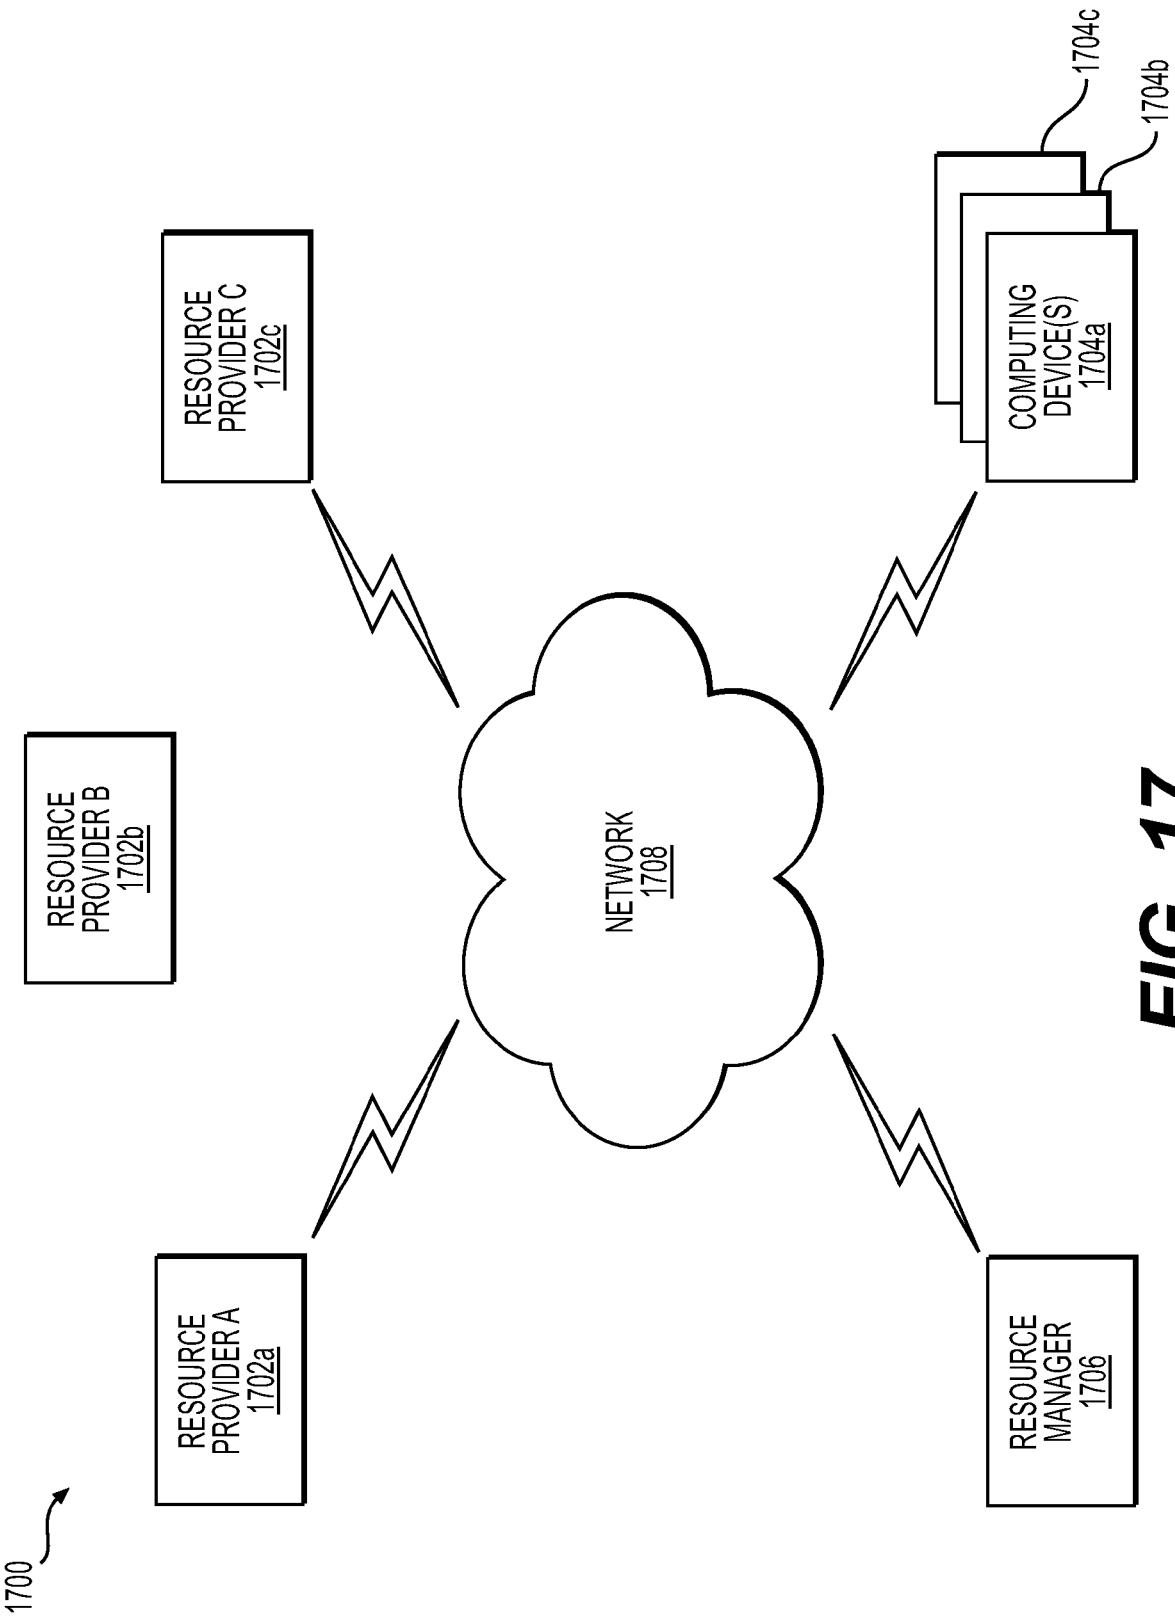 1700
RESOURCE
PROVIDER A
1702a
RESOURCE
PROVIDER B
1702b
RESOURCE
PROVIDER C
1702c
NETWORK
1708
RESOURCE
MANAGER
1706
COMPUTING
DEVICE(S)
1704a
1704b
1704c
FIG. 17